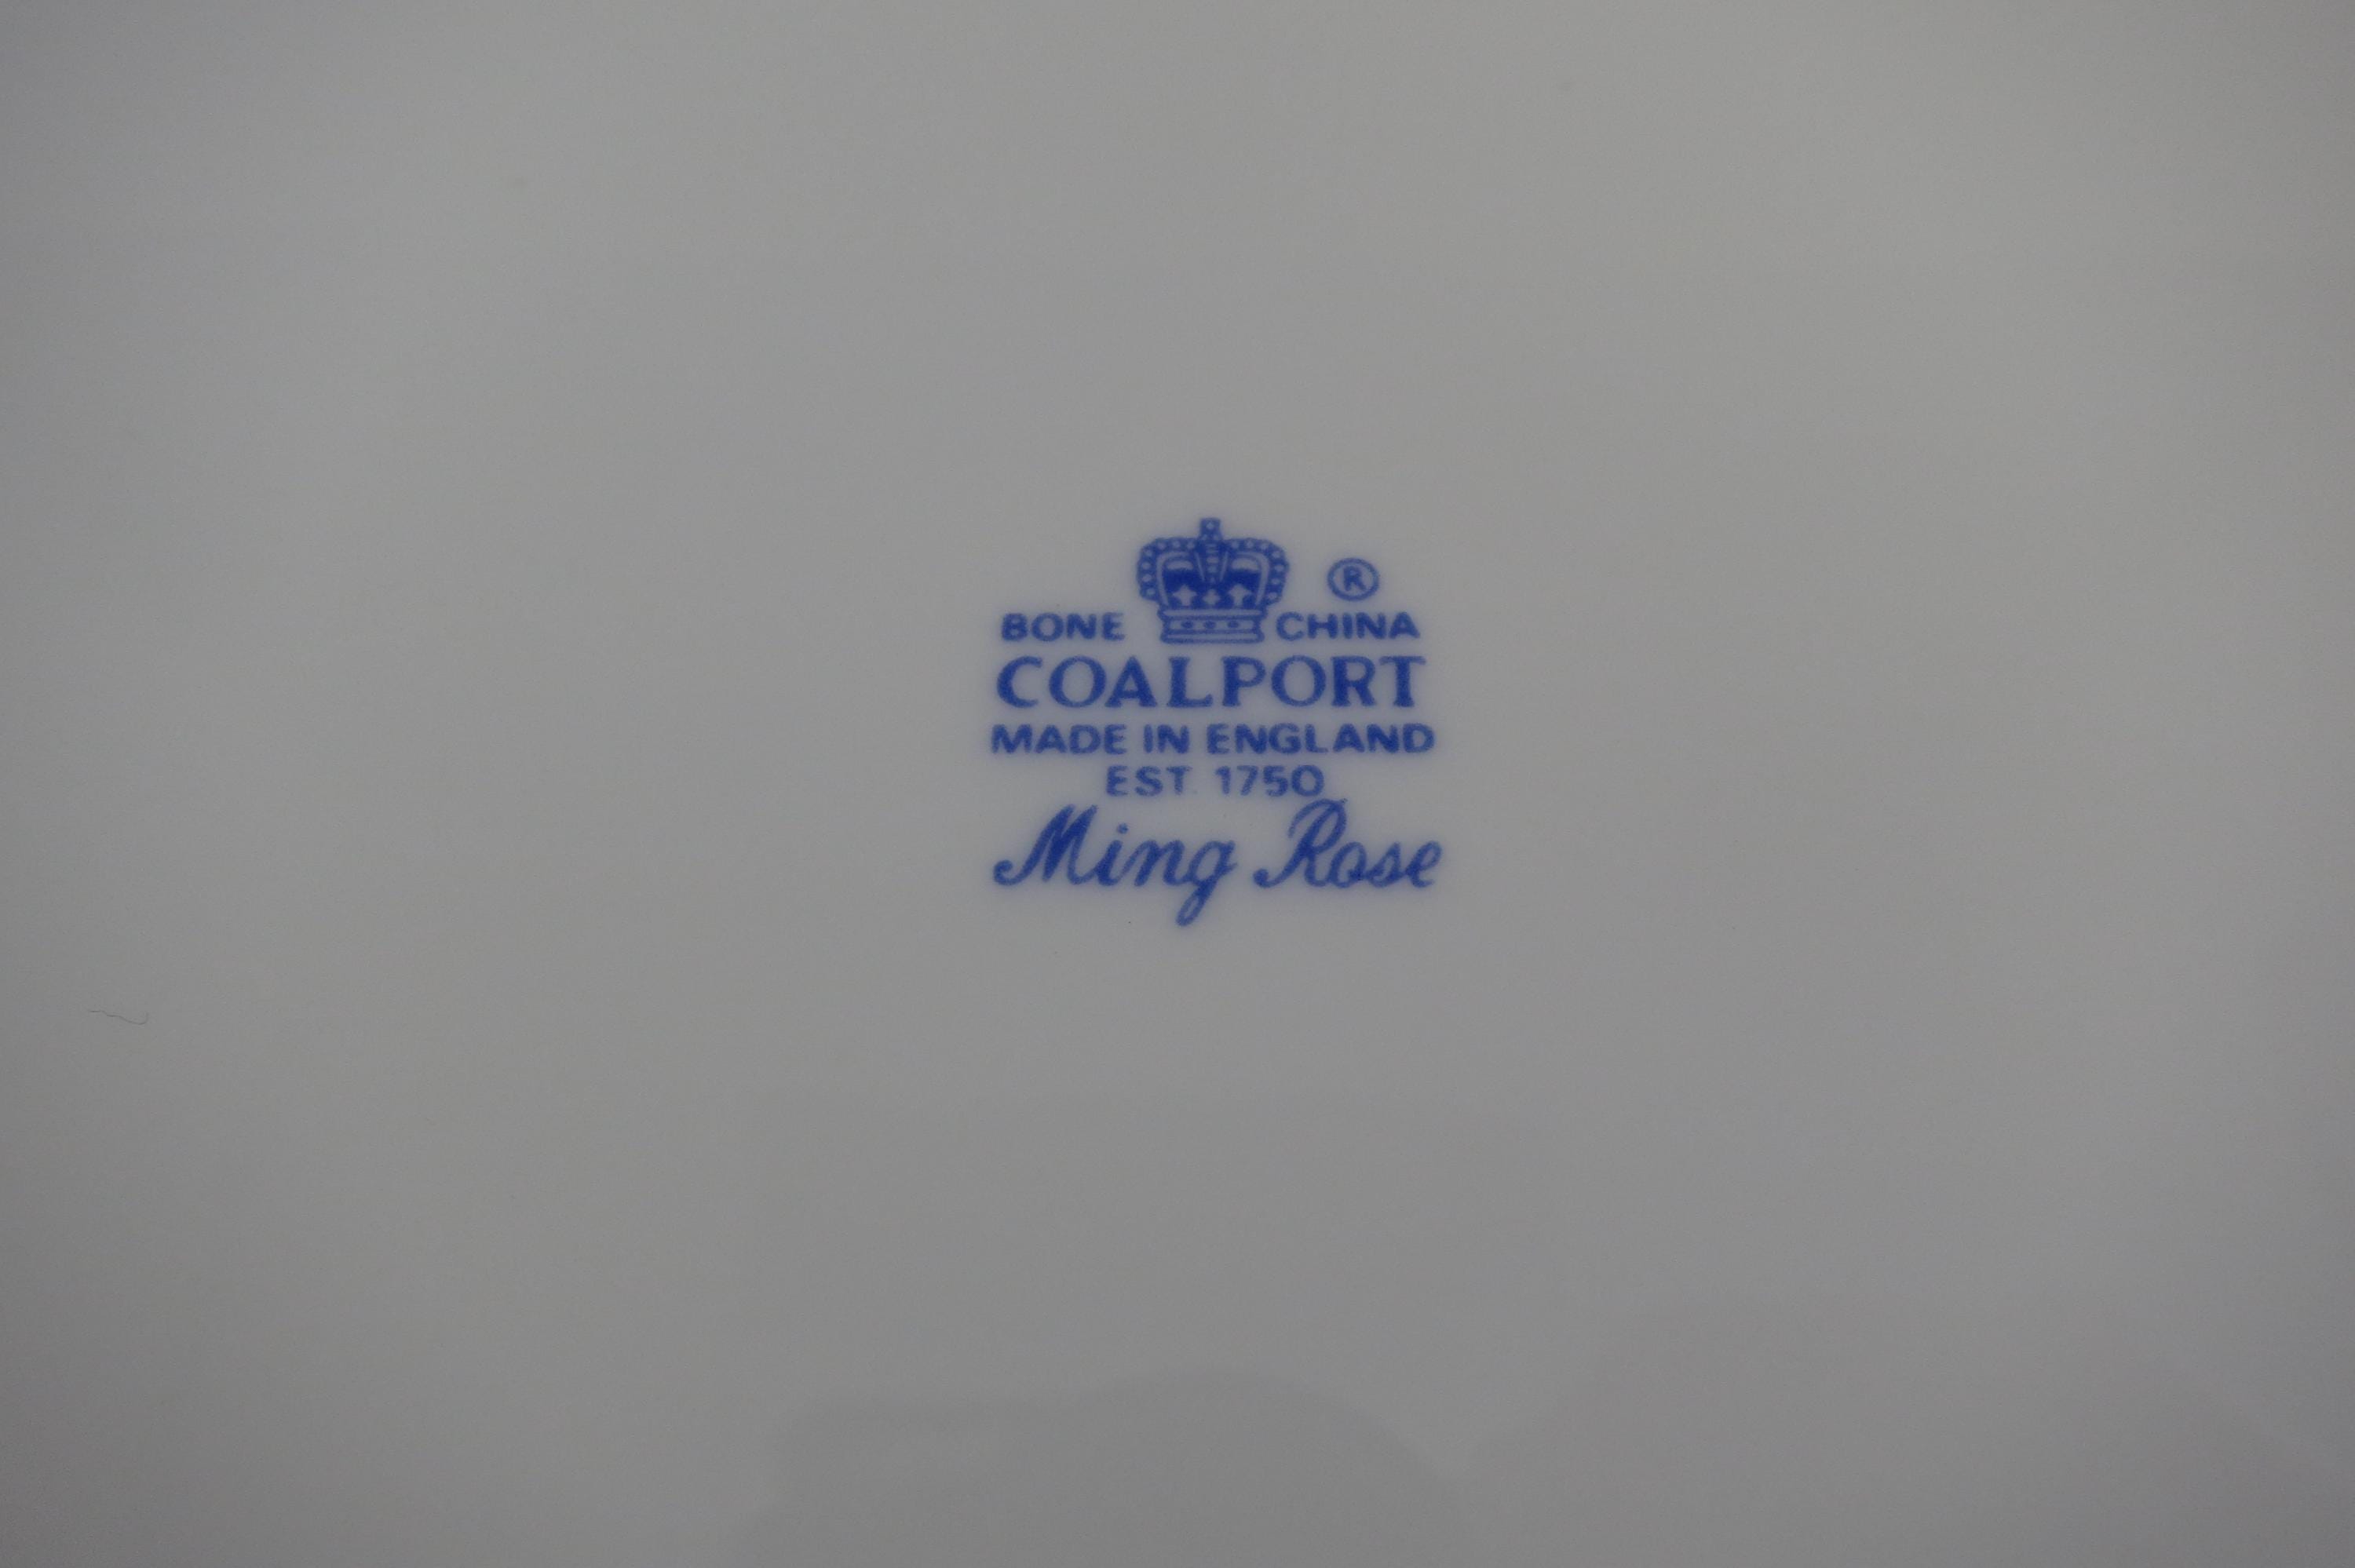 ®
BONE CHINA
COALPORT
MADE IN ENGLAND
EST 1750
Ming Rose